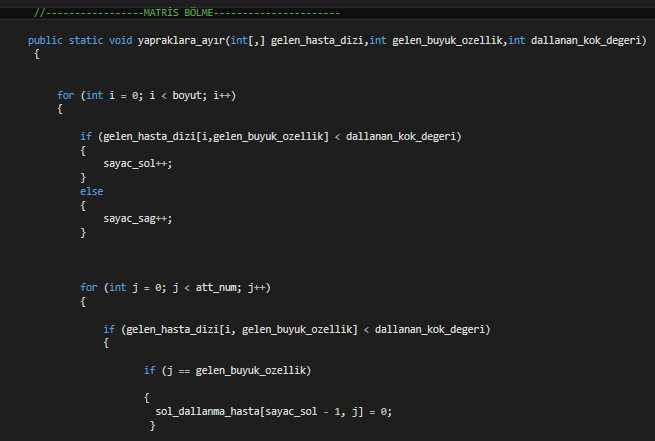 //-----------------MATRİS BÖLME----------------------
public static void yapraklara_ayır(int[,] gelen_hasta_dizi,int gelen_buyuk_ozellik,int dallanan_kok_degeri)
{
for (int i = 0; i < boyut; i++)
{
if (gelen_hasta_dizi[i,gelen_buyuk_ozellik] < dallanan_kok_degeri)
{
sayac_sol++;
}
else
{
sayac_sag++;
}
for (int j = 0; j < att_num; j++)
{
if (gelen_hasta_dizi[i, gelen_buyuk_ozellik] < dallanan_kok_degeri)
{
if (j == gelen_buyuk_ozellik)
{
sol_dallanma_hasta[sayac_sol - 1, j] = 0;
}